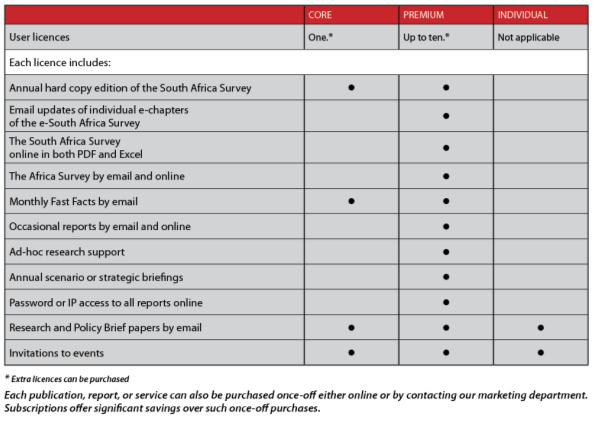 CORE PREMIUM INDIVIDUAL
User licences One.* Up to ten.* Not applicable
Each licence includes:
Annual hard copy edition of the South Africa Survey ● ●
Email updates of individual e-chapters
of the e-South Africa Survey ●
The South Africa Survey
online in both PDF and Excel ●
The Africa Survey by email and online ●
Monthly Fast Facts by email ● ●
Occasional reports by email and online ●
Ad-hoc research support ●
Annual scenario or strategic briefings ●
Password or IP access to all reports online ●
Research and Policy Brief papers by email ● ● ●
Invitations to events ● ● ●
* Extra licences can be purchased
Each publication, report, or service can also be purchased once-off either online or by contacting our marketing department.
Subscriptions offer significant savings over such once-off purchases.